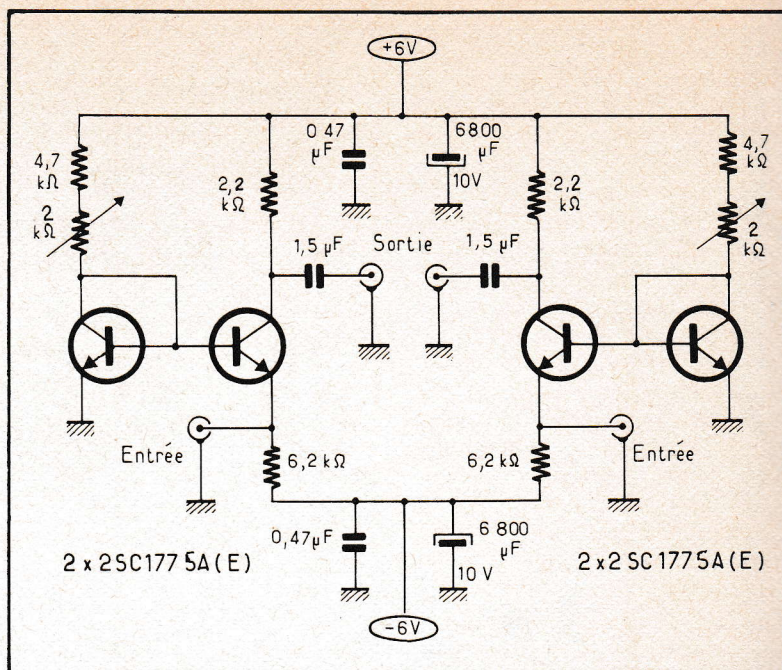 +6V
0 47
µF
6800
µF
10V
4,7
kΩ
2
kΩ
2,2
kΩ
1,5 µF
Sortie
1,5 µF
2,2
kΩ
4,7
kΩ
2
kΩ
Entrée
6,2 kΩ
6,2 kΩ
Entrée
0,47µF
6 800
µF
10 V
2 x 2SC1775A(E)
2x2SC1775A(E)
-6V